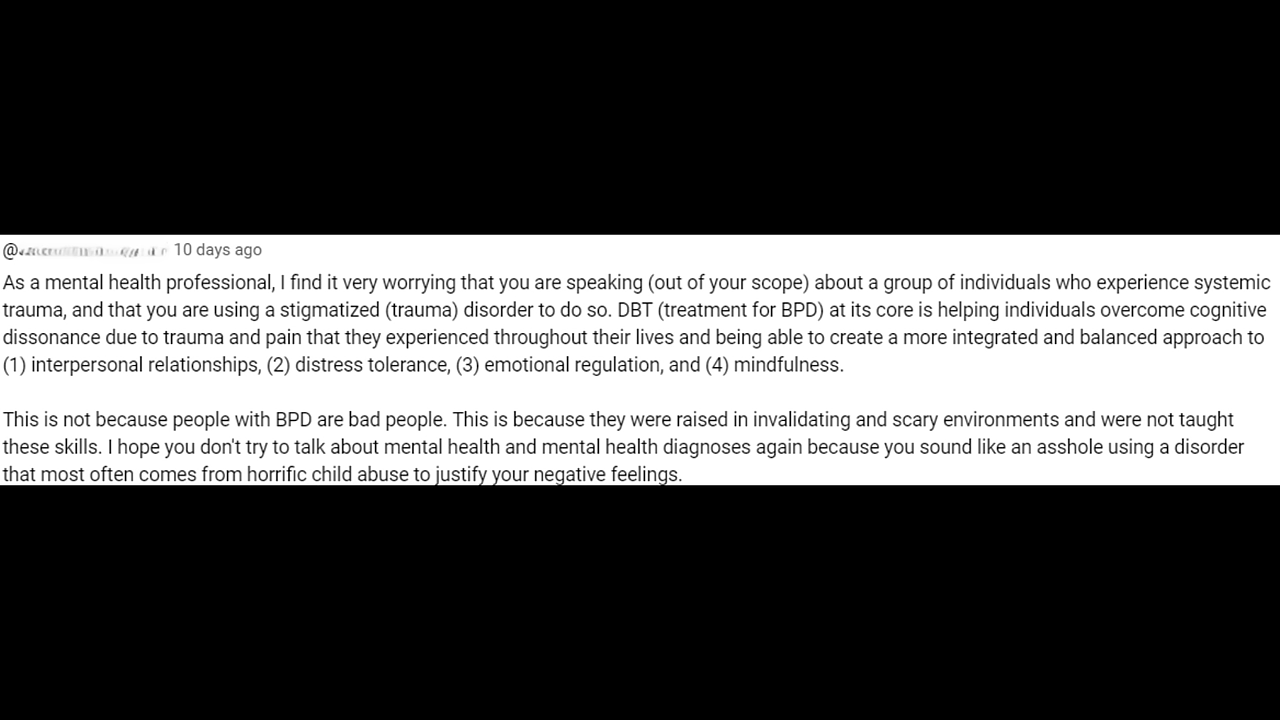 @ 10 days ago
As a mental health professional, I find it very worrying that you are speaking (out of your scope) about a group of individuals who experience systemic
trauma, and that you are using a stigmatized (trauma) disorder to do so. DBT (treatment for BPD) at its core is helping individuals overcome cognitive
dissonance due to trauma and pain that they experienced throughout their lives and being able to create a more integrated and balanced approach to
(1) interpersonal relationships, (2) distress tolerance, (3) emotional regulation, and (4) mindfulness.
This is not because people with BPD are bad people. This is because they were raised in invalidating and scary environments and were not taught
these skills. I hope you don't try to talk about mental health and mental health diagnoses again because you sound like an asshole using a disorder
that most often comes from horrific child abuse to justify your negative feelings.